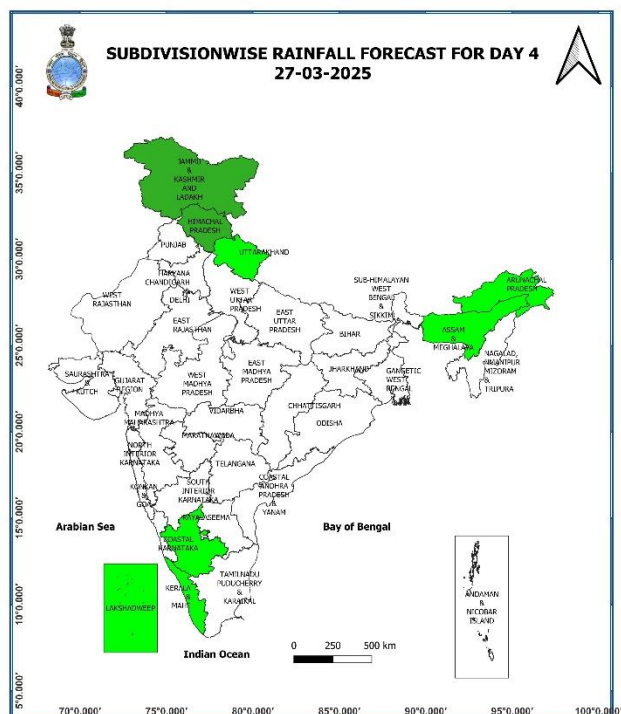 SUBDIVISIONWISE RAINFALL FORECAST FOR DAY 4
27-03-2025
40°0.000'
35°0.000'
30°0.000'
25°0.000'
20°0.000'
15°0.000'
10°0.000'
5°0.000'
JAMMU
&
KASHMIR
AND
LADAKH
HIMACHAL
PRADESH
PUNJAB
UTTARAKHAND
HARYANA
CHANDIGARH
DELHI
WEST
UTTAR
PRADESH
SUB-HIMALAYAN
WEST
BENGAL
&
SIKKIM
ARUNACHAL
PRADESH
WEST
RAJASTHAN
EAST
RAJASTHAN
EAST
UTTAR
PRADESH
BIHAR
ASSAM
&
MEGHALAYA
NAGALAD,
MANIPUR
MIZORAM
&
TRIPURA
SAURASHTRA
&
KUTCH
GUJARAT
REGION
WEST
MADHYA
PRADESH
EAST
MADHYA
PRADESH
JHARKHAND
GANGETIC
WEST
BENGAL
CHHATTISGARH
ODISHA
MADHYA
MAHARASHTRA
VIDARBHA
MARATHAWADA
NORTH
INTERIOR
KARNATAKA
TELANGANA
KONKAN
&
GOA
SOUTH
INTERIOR
KARNATAKA
COASTAL
ANDHRA
PRADESH
&
YANAM
RAYALASEEMA
Arabian Sea
Bay of Bengal
COASTAL
KARNATAKA
LAKSHADWEEP
KERALA
&
MAHE
TAMILNADU
PUDUCHERRY
&
KARAIKAL
ANDAMAN
&
NICOBAR
ISLAND
Indian Ocean
0 250 500 km
70°0.000' 75°0.000' 80°0.000' 85°0.000' 90°0.000' 95°0.000' 100°0.000'